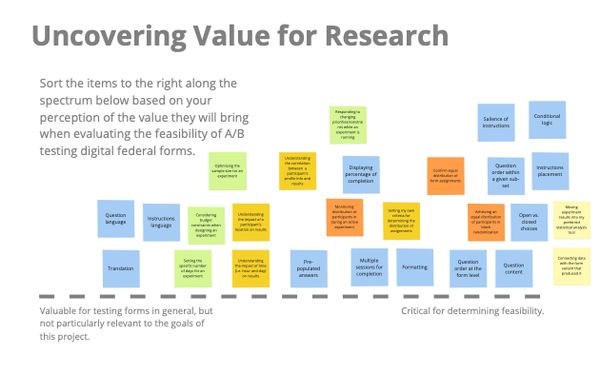 Uncovering Value for Research
Sort the items to the right along the
spectrum below based on your
perception of the value they will bring
when evaluating the feasibility of A/B
testing digital federal forms.
Responding to
changing
priorities/constrai
nts while an
experiment is
running
Salience of
instructions
Conditional
logic
Optimizing the
sample size for an
experiment
Understanding
the correlation
between a
participant's
profile info and
results
Displaying
percentage of
completion
Confirm equal
distribution of
form assignments
Question
order within
a given sub-
set
Instructions
placement
Question
language
Instructions
language
Considering
budget
constraints when
designing an
experiment
Understanding
the impact of a
participant's
location on results
Monitoring
distribution of
participants in
during an active
experiment
Setting my own
criteria for
determining the
distribution of
assignments
Achieving an
equal distribution
of participants in
blind
randomization
Open vs.
closed
choices
Moving
experiment
results into my
preferred
statistical analysis
tool
Translation
Setting the
specific number
of days for an
experiment
Understanding
the impact of time
(i.e. hour and day)
on results
Pre-
populated
answers
Multiple
sessions for
completion
Formatting
Question
order at the
form level
Question
content
Connecting data
with the form
variant that
produced it
Valuable for testing forms in general, but
not particularly relevant to the goals of
this project.
Critical for determining feasibility.